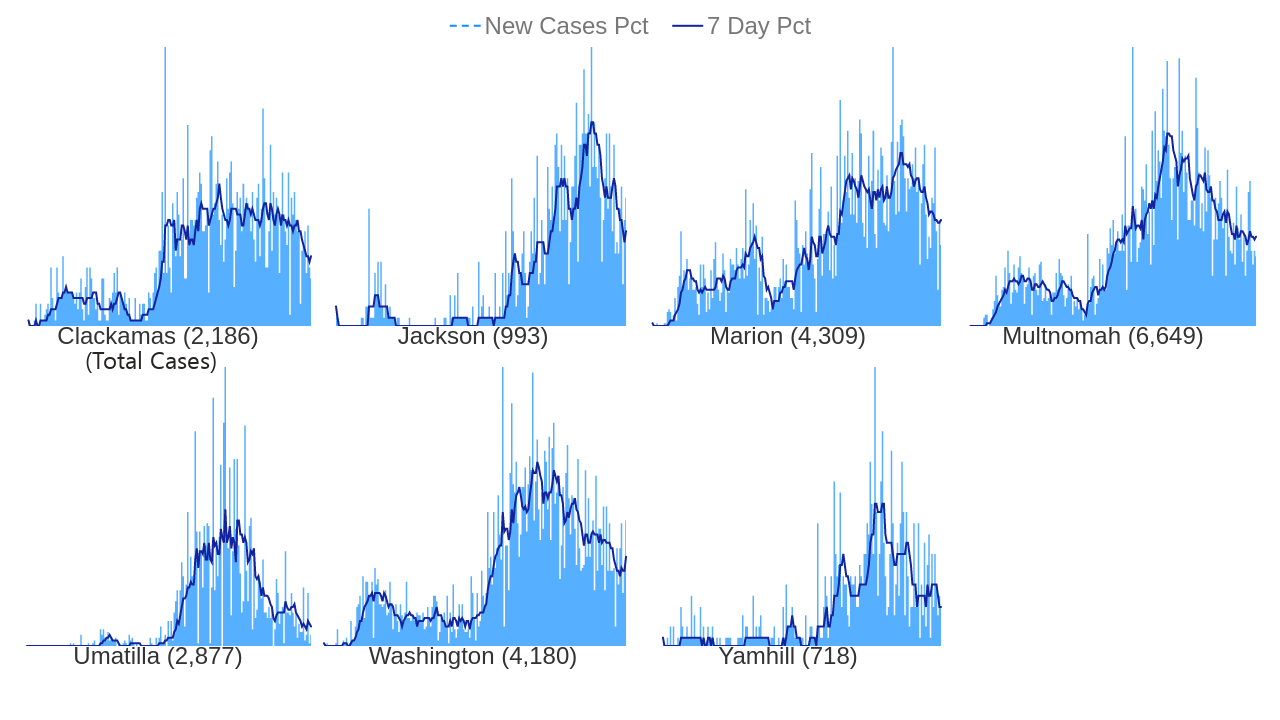 New Cases Pct 7 Day Pct
Clackamas (2,186)
(Total Cases)
Jackson (993)
Marion (4,309)
Multnomah (6,649)
Umatilla (2,877)
Washington (4,180)
Yamhill (718)